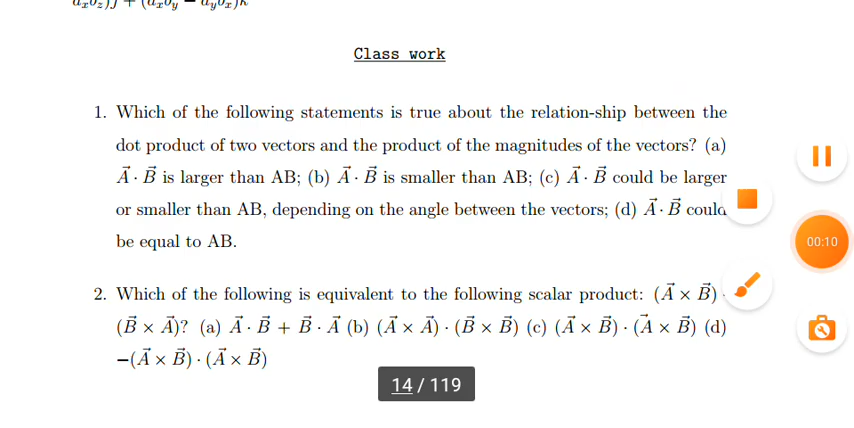 Class work
1. Which of the following statements is true about the relation-ship between the
dot product of two vectors and the product of the magnitudes of the vectors? (a)
A⃗ · B⃗ is larger than AB; (b) A⃗ · B⃗ is smaller than AB; (c) A⃗ · B⃗ could be larger
or smaller than AB, depending on the angle between the vectors; (d) A⃗ · B⃗ could
be equal to AB.
00:10
2. Which of the following is equivalent to the following scalar product: (A⃗ × B⃗) ·
(B⃗ × A⃗)? (a) A⃗ · B⃗ + B⃗ · A⃗ (b) (A⃗ × A⃗) · (B⃗ × B⃗) (c) (A⃗ × B⃗) · (A⃗ × B⃗) (d)
−(A⃗ × B⃗) · (A⃗ × B⃗)
14 / 119